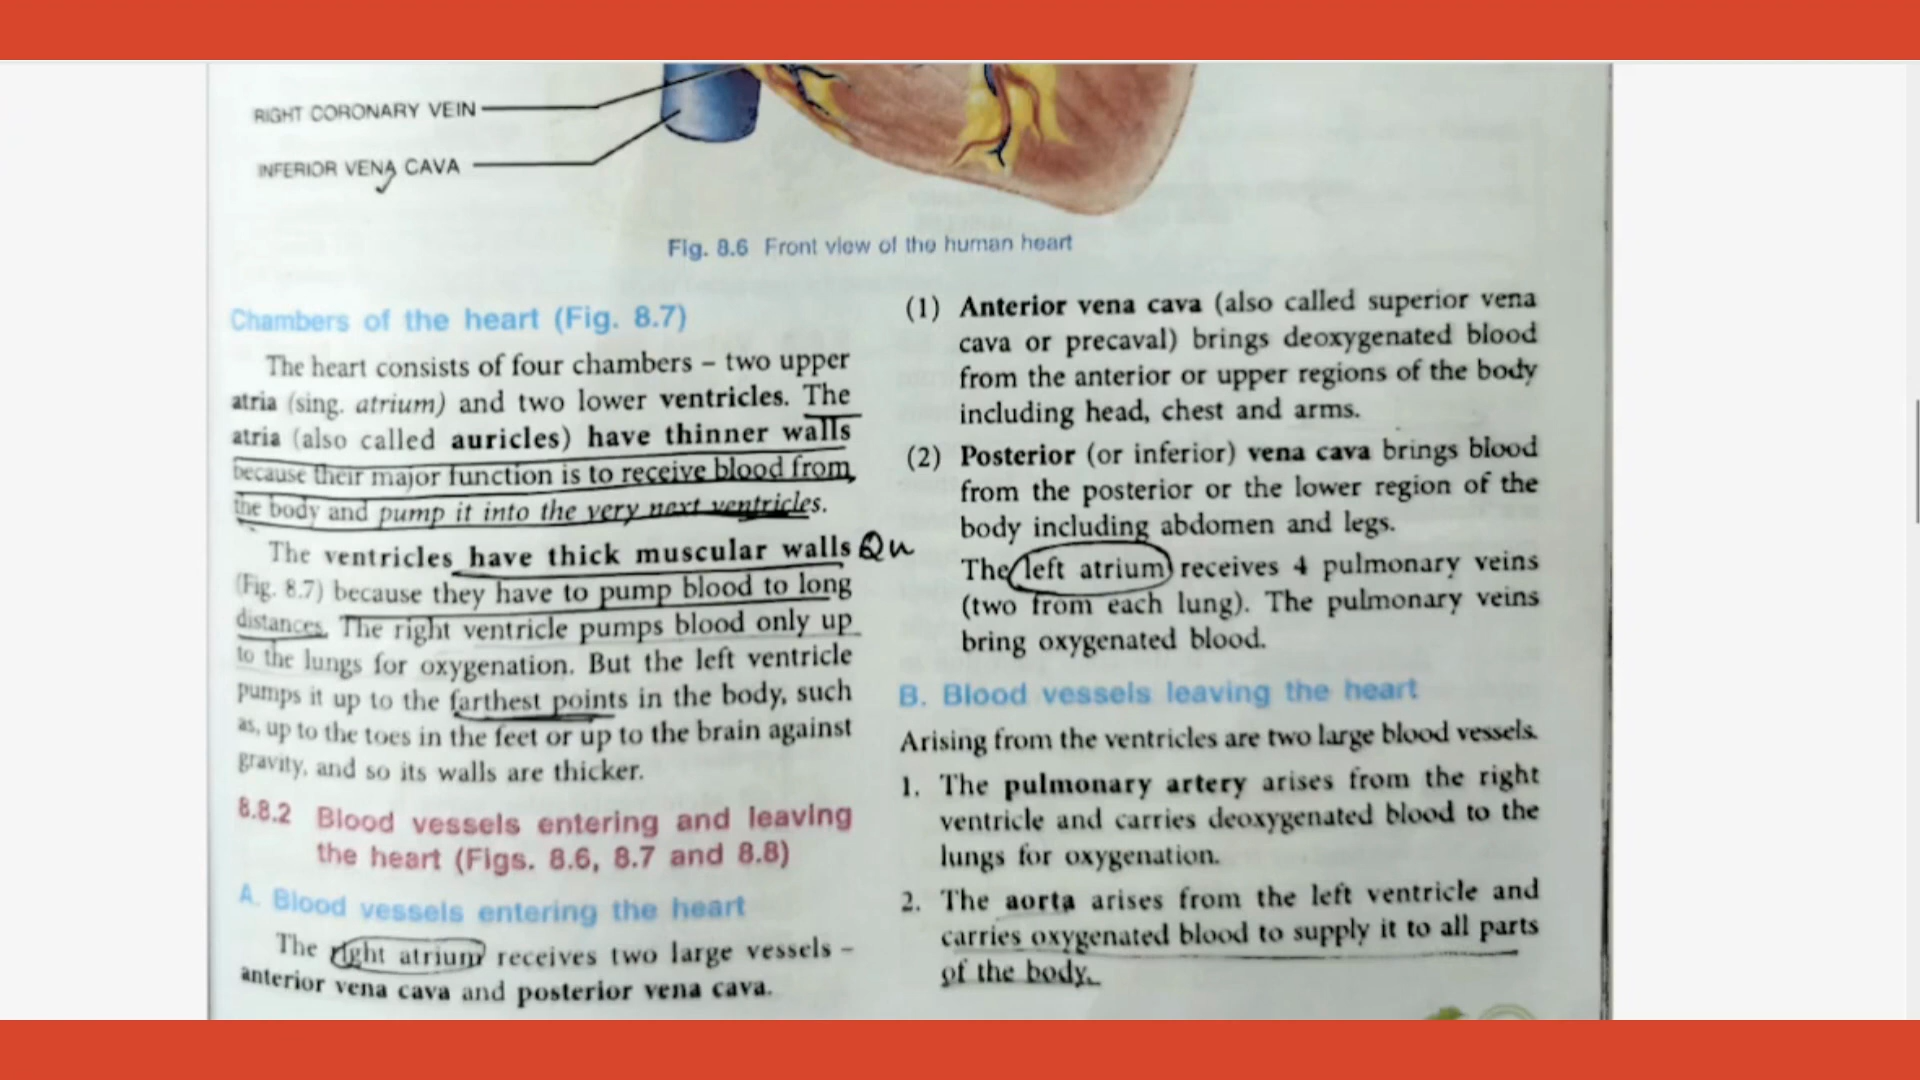 RIGHT CORONARY VEIN
INFERIOR VENA CAVA
Fig. 8.6 Front view of the human heart
Chambers of the heart (Fig. 8.7)
The heart consists of four chambers – two upper
atria (sing. atrium) and two lower ventricles. The
atria (also called auricles) have thinner walls
because their major function is to receive blood from
the body and pump it into the very next ventricles.
The ventricles have thick muscular walls Qu
(Fig. 8.7) because they have to pump blood to long
distances. The right ventricle pumps blood only up
to the lungs for oxygenation. But the left ventricle
pumps it up to the farthest points in the body, such
as, up to the toes in the feet or up to the brain against
gravity, and so its walls are thicker.
8.8.2 Blood vessels entering and leaving
the heart (Figs. 8.6, 8.7 and 8.8)
A. Blood vessels entering the heart
The right atrium receives two large vessels –
anterior vena cava and posterior vena cava.
(1) Anterior vena cava (also called superior vena
cava or precaval) brings deoxygenated blood
from the anterior or upper regions of the body
including head, chest and arms.
(2) Posterior (or inferior) vena cava brings blood
from the posterior or the lower region of the
body including abdomen and legs.
The left atrium receives 4 pulmonary veins
(two from each lung). The pulmonary veins
bring oxygenated blood.
B. Blood vessels leaving the heart
Arising from the ventricles are two large blood vessels.
1. The pulmonary artery arises from the right
ventricle and carries deoxygenated blood to the
lungs for oxygenation.
2. The aorta arises from the left ventricle and
carries oxygenated blood to supply it to all parts
of the body.